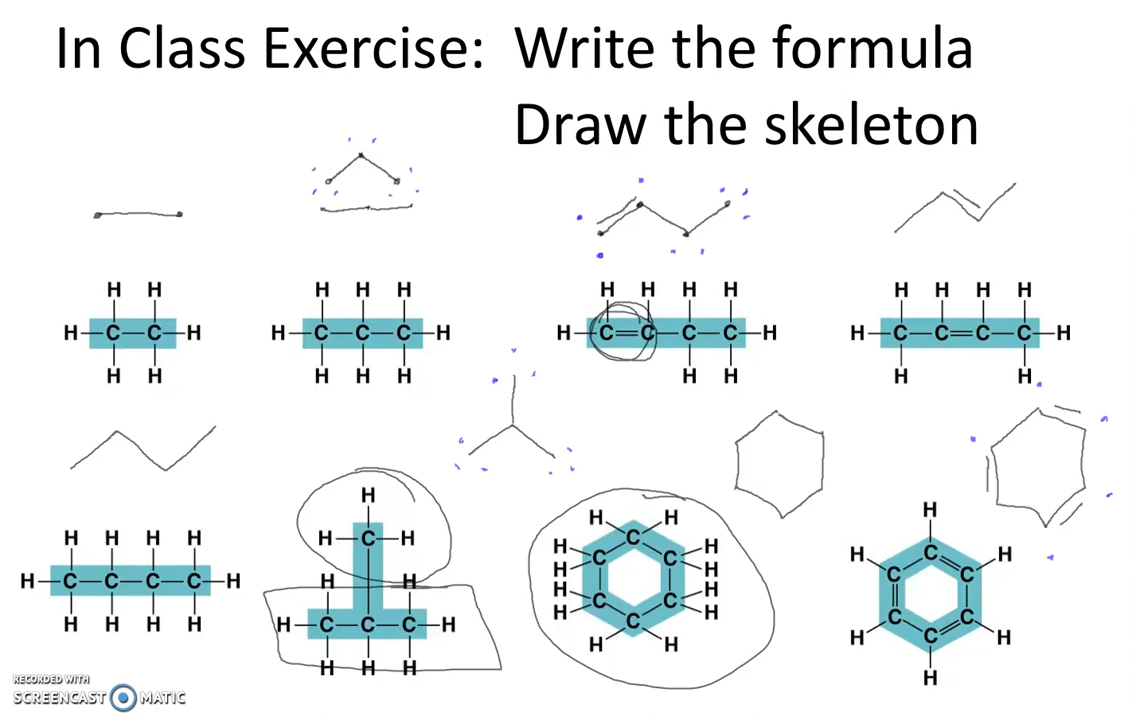 In Class Exercise: Write the formula
Draw the skeleton
H H
H-C-C-H
H H
H H H
H-C-C-C-H
H H H
H H H H
H-C=C-C-C-H
H H
H H H H
H-C-C=C-C-H
H H
H H H H
H-C-C-C-C-H
H H H H
H
H-C-H
H H
H-C-C-C-H
H H H
H H
C
H C C H
H H
H H
H C C H
C
H H
H
H C H
C C
C C
H C H
H
RECORDED WITH
SCREENCAST MATIC